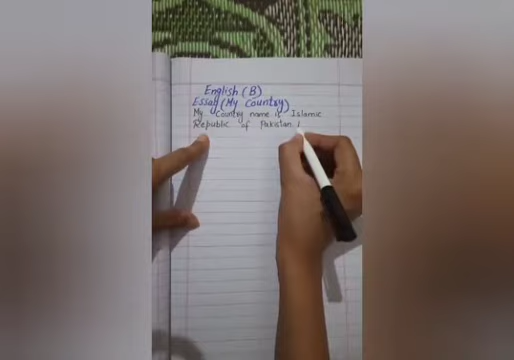 English (B)
Essay (My Country)
My Country name is Islamic
Republic of Pakistan.